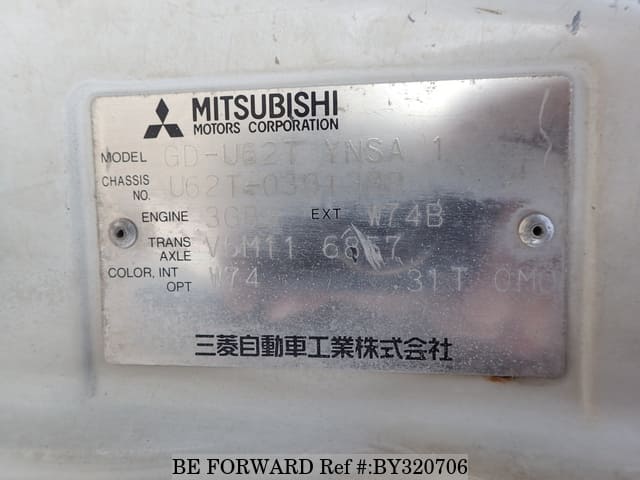 MITSUBISHI
MOTORS CORPORATION
MODEL GD-U62T YNSA 1
CHASSIS NO.
ENGINE EXT W74B
TRANS AXLE V5M11
COLOR, INT OPT W74 .31T
三菱自動車工業株式会社
BE FORWARD Ref #:BY320706